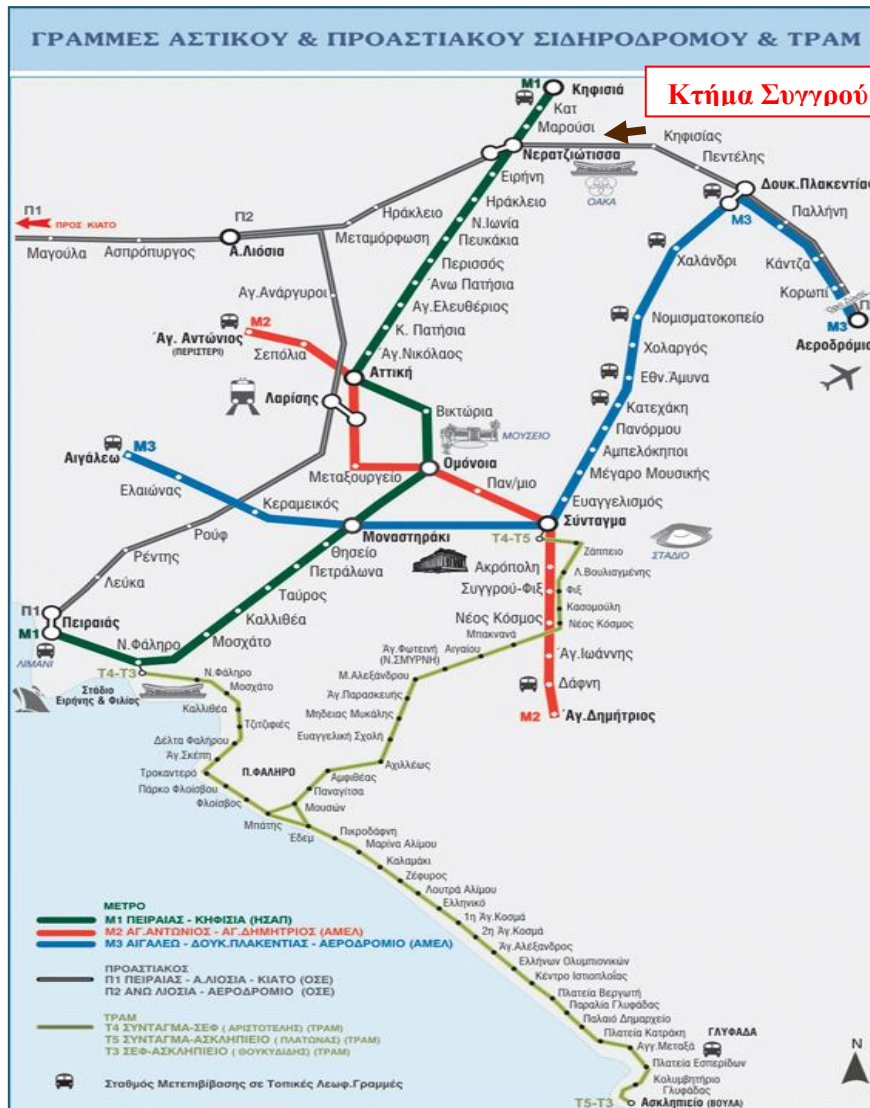 ΓΡΑΜΜΕΣ ΑΣΤΙΚΟΥ & ΠΡΟΑΣΤΙΑΚΟΥ ΣΙΔΗΡΟΔΡΟΜΟΥ & ΤΡΑΜ
Κτήμα Συγγρού
M1
Κηφισιά
Κατ
Μαρούσι
Νερατζιώτισσα
Κηφισίας
Πεντέλης
ΟΑΚΑ
Δουκ.Πλακεντίας
M3
Παλλήνη
Κάντζα
Κορωπί
M3
Αεροδρόμιο
Ειρήνη
Ηράκλειο
Ν.Ιωνία
Πευκάκια
Περισσός
Άνω Πατήσια
Αγ.Ελευθέριος
Κ. Πατήσια
Άγ.Νικόλαος
Αττική
Π1
ΠΡΟΣ ΚΙΑΤΟ
Μαγούλα
Ασπρόπυργος
Π2
Α.Λιόσια
Μεταμόρφωση
Ηράκλειο
Αγ.Ανάργυροι
M2
Άγ. Αντώνιος
(ΠΕΡΙΣΤΕΡΙ)
Σεπόλια
Λαρίσης
Βικτώρια
ΜΟΥΣΕΙΟ
Ομόνοια
Μεταξουργείο
Παν/μιο
Χαλάνδρι
Νομισματοκοπείο
Χολαργός
Εθν.Άμυνα
Κατεχάκη
Πανόρμου
Αμπελόκηποι
Μέγαρο Μουσικής
Ευαγγελισμός
Σύνταγμα
M3
Αιγάλεω
Ελαιώνας
Κεραμεικός
Μοναστηράκι
Ρουφ
Ρέντης
Λεύκα
Π1
Πειραιάς
M1
ΛΙΜΑΝΙ
Θησείο
Πετράλωνα
Ταύρος
Καλλιθέα
Μοσχάτο
Ν.Φάληρο
T4-T5
Ζάππειο
ΣΤΑΔΙΟ
Ακρόπολη
Λ.Βουλιαγμένης
Συγγρού-Φιξ
Φιξ
Κασομούλη
Νέος Κόσμος
Νέος Κόσμος
Αγ.Ιωάννης
Δάφνη
M2
Άγ.Δημήτριος
Μπακνανά
Αιγαίου
Άγ.Φωτεινή
(Ν.ΣΜΥΡΝΗ)
Μ.Αλεξάνδρου
Άγ.Παρασκευής
Μηδειας Μυκάλης
Ευαγγελική Σχολή
Αχιλλέως
Αμφιθέας
Παναγίτσα
Μουσών
T4-T3
Στάδιο
Ειρήνης & Φιλίας
Ν.Φάληρο
Μοσχάτο
Καλλιθέα
Τζιτζιφιές
Δέλτα Φαλήρου
Άγ.Σκέπη
Τροκαντερό
Π.ΦΑΛΗΡΟ
Πάρκο Φλοίσβου
Φλοίσβος
Μπάτης
Έδεμ
Πικροδάφνη
Μαρίνα Αλίμου
Καλαμάκι
Ζέφυρος
Λουτρά Αλίμου
Ελληνικό
1η Άγ.Κοσμά
2η Άγ.Κοσμά
Άγ.Αλέξανδρος
Ελλήνων Ολυμπιονικών
Κέντρο Ιστιοπλοΐας
Πλατεία Βεργωτή
Παραλία Γλυφάδας
Παλαιό Δημαρχείο
Πλατεία Κατράκη
ΓΛΥΦΑΔΑ
Αγγ.Μεταξά
Πλατεία Εσπερίδων
Κολυμβητήριο
Γλυφάδας
T5-T3
Ασκληπιείο (ΒΟΥΛΑ)
N
ΜΕΤΡΟ
M1 ΠΕΙΡΑΙΑΣ - ΚΗΦΙΣΙΑ (ΗΣΑΠ)
M2 ΑΓ.ΑΝΤΩΝΙΟΣ - ΑΓ.ΔΗΜΗΤΡΙΟΣ (ΑΜΕΛ)
M3 ΑΙΓΑΛΕΩ - ΔΟΥΚ.ΠΛΑΚΕΝΤΙΑΣ - ΑΕΡΟΔΡΟΜΙΟ (ΑΜΕΛ)
ΠΡΟΑΣΤΙΑΚΟΣ
Π1 ΠΕΙΡΑΙΑΣ - Α.ΛΙΟΣΙΑ - ΚΙΑΤΟ (ΟΣΕ)
Π2 ΑΝΩ ΛΙΟΣΙΑ - ΑΕΡΟΔΡΟΜΙΟ (ΟΣΕ)
ΤΡΑΜ
T4 ΣΥΝΤΑΓΜΑ-ΣΕΦ ( ΑΡΙΣΤΟΤΕΛΗΣ) (ΤΡΑΜ)
T5 ΣΥΝΤΑΓΜΑ-ΑΣΚΛΗΠΙΕΙΟ ( ΠΛΑΤΩΝΑΣ) (ΤΡΑΜ)
T3 ΣΕΦ-ΑΣΚΛΗΠΙΕΙΟ ( ΘΟΥΚΥΔΙΔΗΣ) (ΤΡΑΜ)
Σταθμός Μετεπιβίβασης σε Τοπικές Λεωφ.Γραμμές